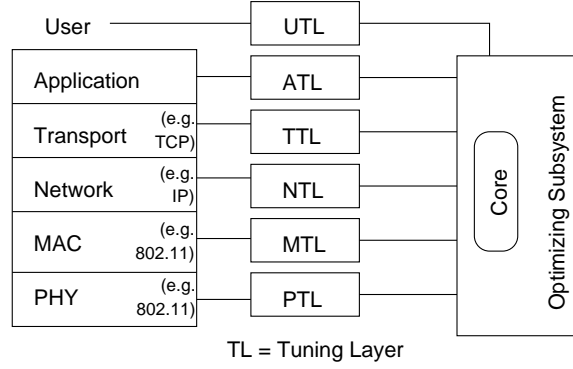 User UTL
Application ATL
Transport (e.g. TCP) TTL
Network (e.g. IP) NTL
MAC (e.g. 802.11) MTL
PHY (e.g. 802.11) PTL
Core
Optimizing Subsystem
TL = Tuning Layer